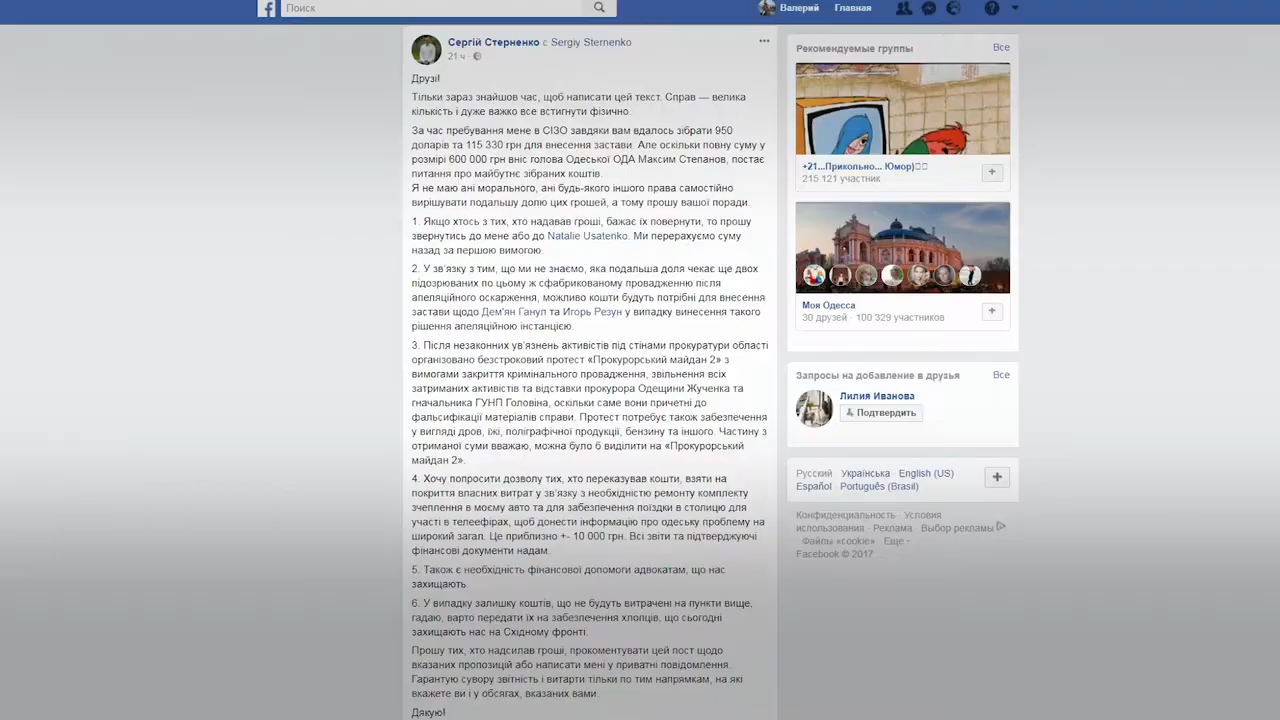 Поиск
Валерий
Главная
Сергій Стерненко с Sergiy Sternenko
21 ч
Друзі!
Тільки зараз знайшов час, щоб написати цей текст. Справ — велика
кількість і дуже важко все встигнути фізично.
За час пребування мене в СІЗО завдяки вам вдалось зібрати 950
доларів та 115 330 грн для внесення застави. Але оскільки повну суму у
розмірі 600 000 грн вніс голова Одеської ОДА Максим Степанов, постає
питання про майбутнє зібраних коштів.
Я не маю ані морального, ані будь-якого іншого права самостійно
вирішувати подальшу долю цих грошей, а тому прошу вашої поради.
1. Якщо хтось з тих, хто надавав гроші, бажає їх повернути, то прошу
звернутись до мене або до Natalie Usatenko. Ми перерахуємо суму
назад за першою вимогою.
2. У зв'язку з тим, що ми не знаємо, яка подальша доля чекає ще двох
підозрюваних по цьому ж сфабрикованому провадженню після
апеляційного оскарження, можливо кошти будуть потрібні для внесення
застави щодо Дем'ян Ганул та Игорь Резун у випадку винесення такого
рішення апеляційною інстанцією.
3. Після незаконних ув'язнень активістів під стінами прокуратури області
організовано безстроковий протест «Прокурорський майдан 2» з
вимогами закриття кримінального провадження, звільнення всіх
затриманих активістів та відставки прокурора Одещини Жученка та
гначальника ГУНП Головіна, оскільки саме вони причетні до
фальсифікації матеріалів справи. Протест потребує також забезпечення
у вигляді дров, їжі, поліграфічної продукції, бензину та іншого. Частину з
отриманої суми вважаю, можна було б виділити на «Прокурорський
майдан 2».
4. Хочу попросити дозволу тих, хто переказував кошти, взяти на
покриття власних витрат у зв'язку з необхідністю ремонту комплекту
зчеплення в моєму авто та для забезпечення поїздки в столицю для
участі в телеефірах, щоб донести інформацію про одеську проблему на
широкий загал. Це приблизно +- 10 000 грн. Всі звіти та підтверджуючі
фінансові документи надам.
5. Також є необхідність фінансової допомоги адвокатам, що нас
захищають.
6. У випадку залишку коштів, що не будуть витрачені на пункти вище,
гадаю, варто передати їх на забезпечення хлопців, що сьогодні
захищають нас на Східному фронті.
Прошу тих, хто надсилав гроші, прокоментувати цей пост щодо
вказаних пропозицій або написати мені у приватні повідомлення.
Гарантую сувору звітність і витарти тільки по тим напрямкам, на які
вкажете ви і у обсягах, вказаних вами.
Дякую!
Рекомендуемые группы
Все
+21...Прикольно... Юмор)
215 121 участник
Моя Одесса
30 друзей · 100 329 участников
Запросы на добавление в друзья
Все
Лилия Иванова
Подтвердить
Русский · Українська · English (US)
Español · Português (Brasil)
Конфиденциальность · Условия
использования · Реклама · Выбор рекламы
· Файлы «cookie» · Еще
Facebook © 2017